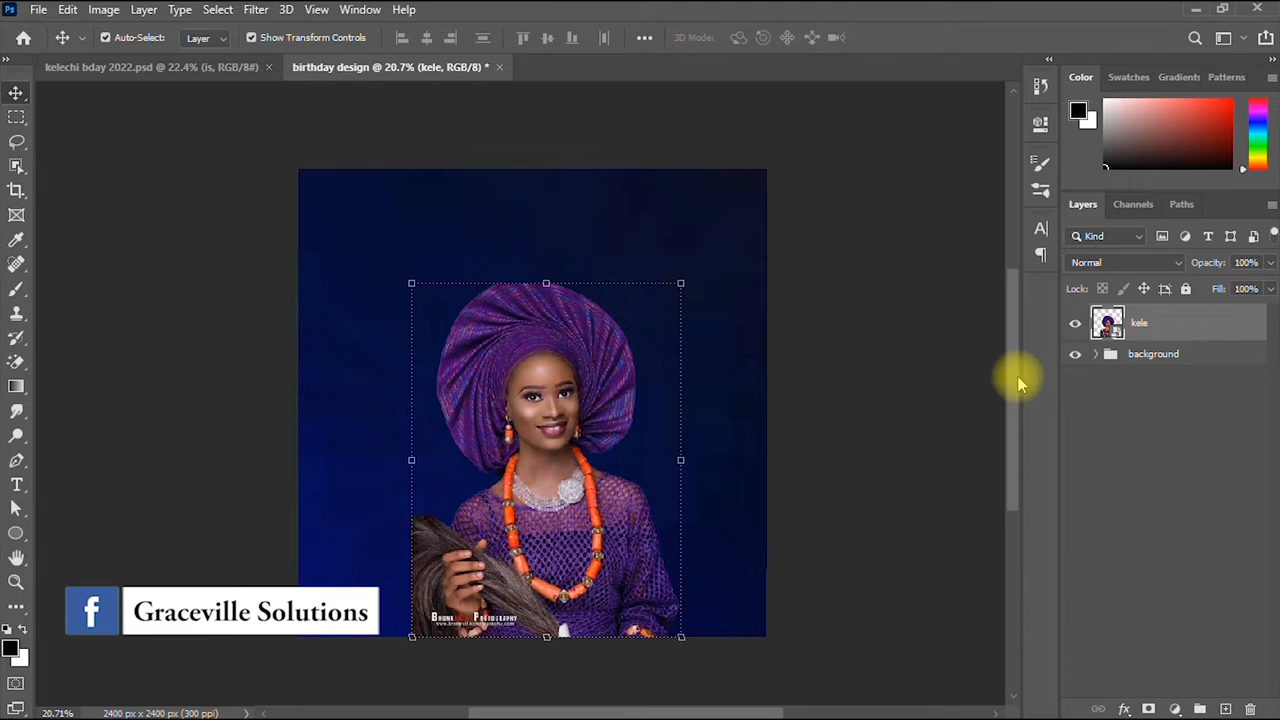 Ps File Edit Image Layer Type Select Filter 3D View Window Help
Auto-Select: Layer Show Transform Controls 3D Mode:
kelechi bday 2022.psd @ 22.4% (is, RGB/8#) × birthday design @ 20.7% (kele, RGB/8) * ×
Color Swatches Gradients Patterns
Layers Channels Paths
Kind
Normal Opacity: 100%
Lock: Fill: 100%
kele
background
f Graceville Solutions
20.71% 2400 px x 2400 px (300 ppi)